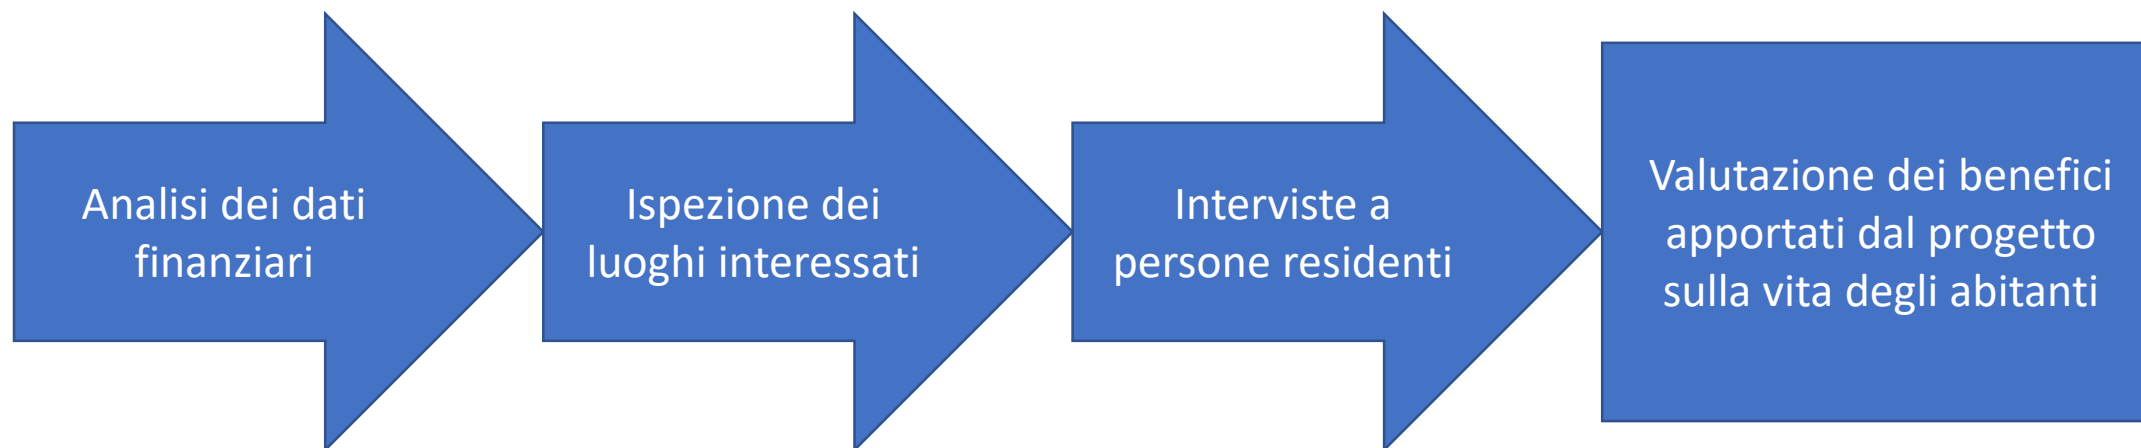 Analisi dei dati
finanziari
Ispezione dei
luoghi interessati
Interviste a
persone residenti
Valutazione dei benefici
apportati dal progetto
sulla vita degli abitanti